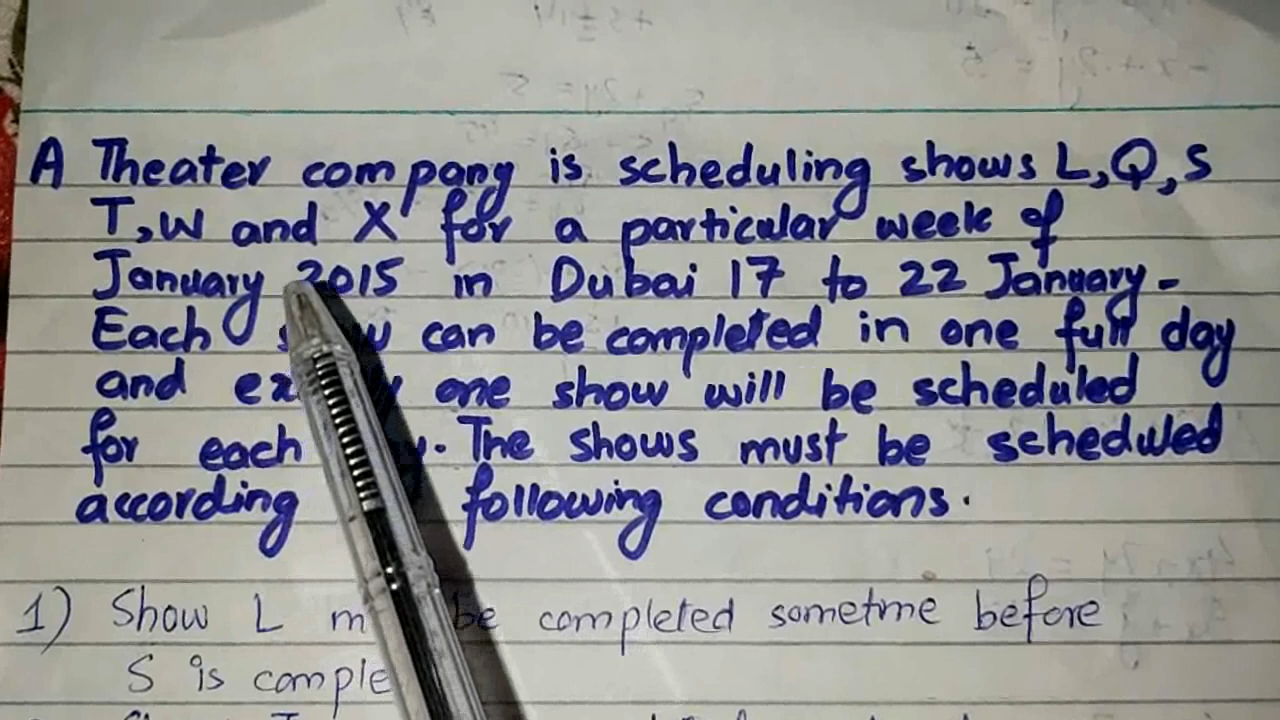 A Theater company is scheduling shows L, Q, S
T, W and X for a particular week of
January 2015 in Dubai 17 to 22 January.
Each can be completed in one full day
and one show will be scheduled
for each . The shows must be scheduled
according following conditions.
1) Show L be completed sometime before
S is comple